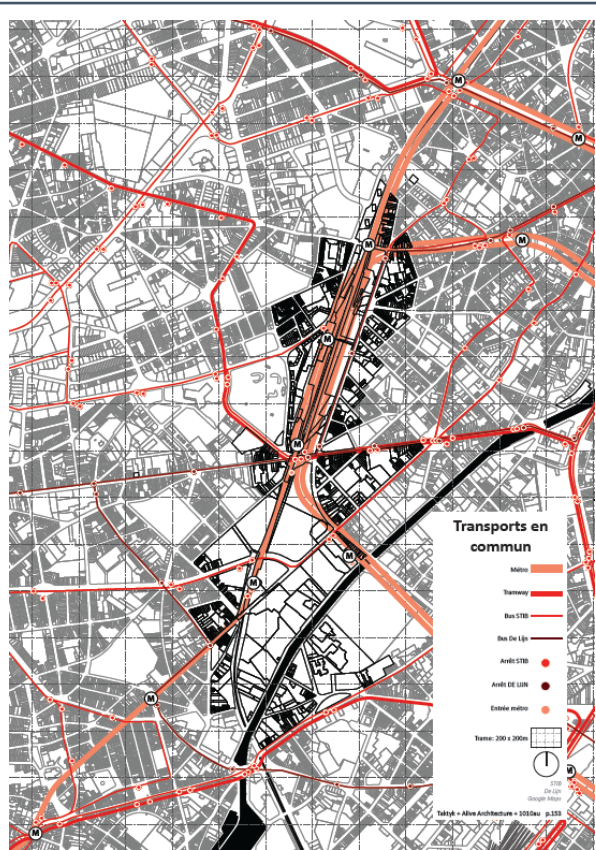 M
M
M
M
M
M
M
M
M
M
M
Transports en
commun
Métro
Tramway
Bus STIB
Bus De Lijn
Arrêt STIB
Arrêt DE LIJN
Entrée métro
Trame: 200 x 200m
STIB
De Lijn
Google Maps
Taktyk + Alive Architecture + 1010au p.153